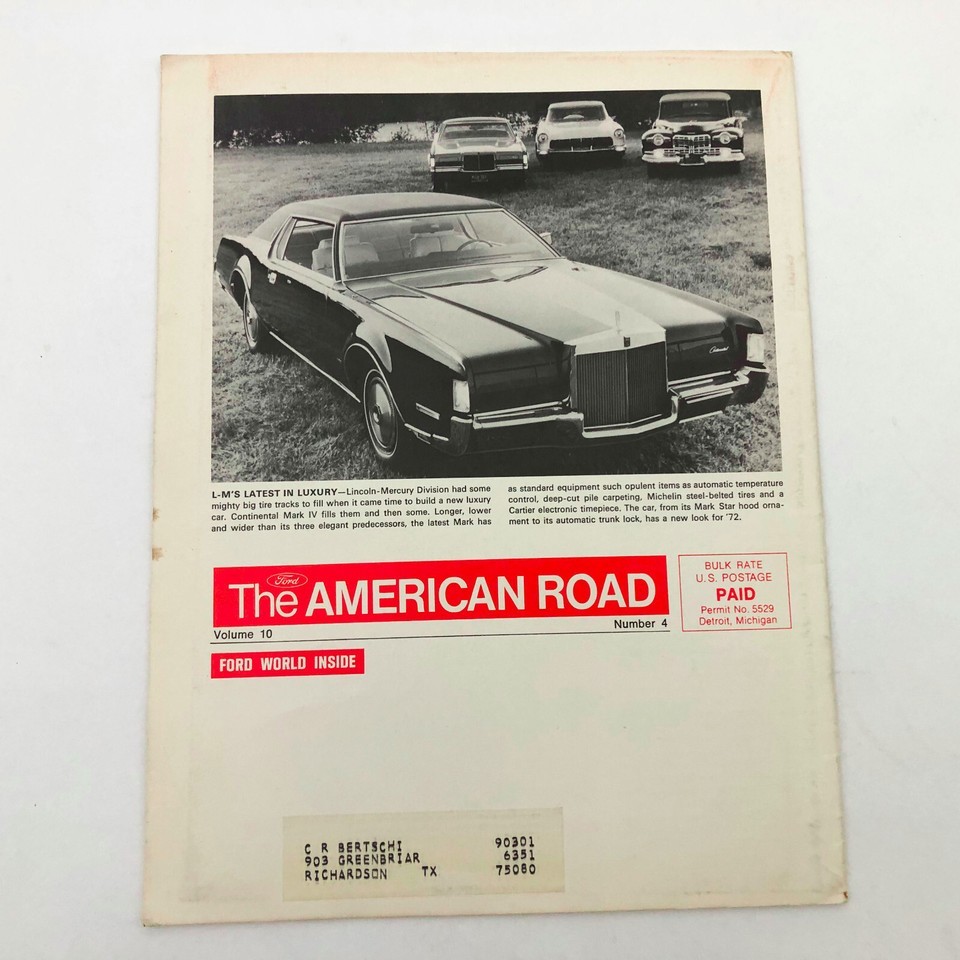 Continental
L-M'S LATEST IN LUXURY—Lincoln-Mercury Division had some
mighty big tire tracks to fill when it came time to build a new luxury
car. Continental Mark IV fills them and then some. Longer, lower
and wider than its three elegant predecessors, the latest Mark has
as standard equipment such opulent items as automatic temperature
control, deep-cut pile carpeting, Michelin steel-belted tires and a
Cartier electronic timepiece. The car, from its Mark Star hood orna-
ment to its automatic trunk lock, has a new look for '72.
Ford
The AMERICAN ROAD
Volume 10 Number 4
BULK RATE
U.S. POSTAGE
PAID
Permit No. 5529
Detroit, Michigan
FORD WORLD INSIDE
C R BERTSCHI 90301
903 GREENBRIAR 6351
RICHARDSON TX 75080